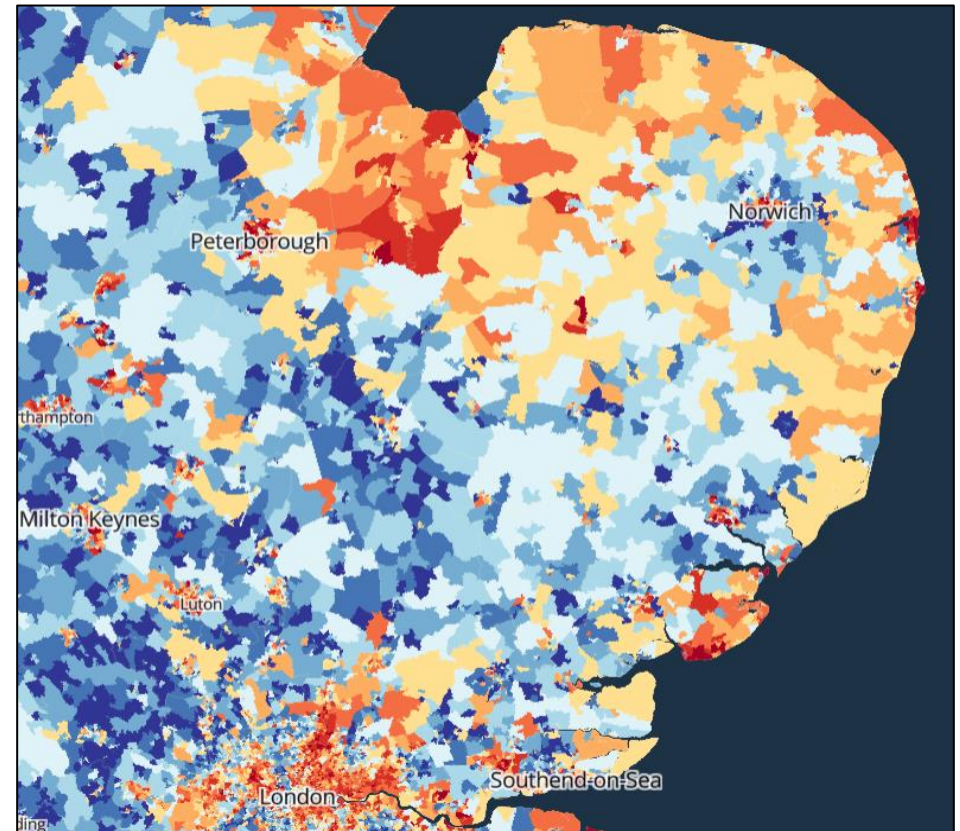 Norwich
Peterborough
thampton
Milton Keynes
Luton
Southend-on-Sea
London
ding